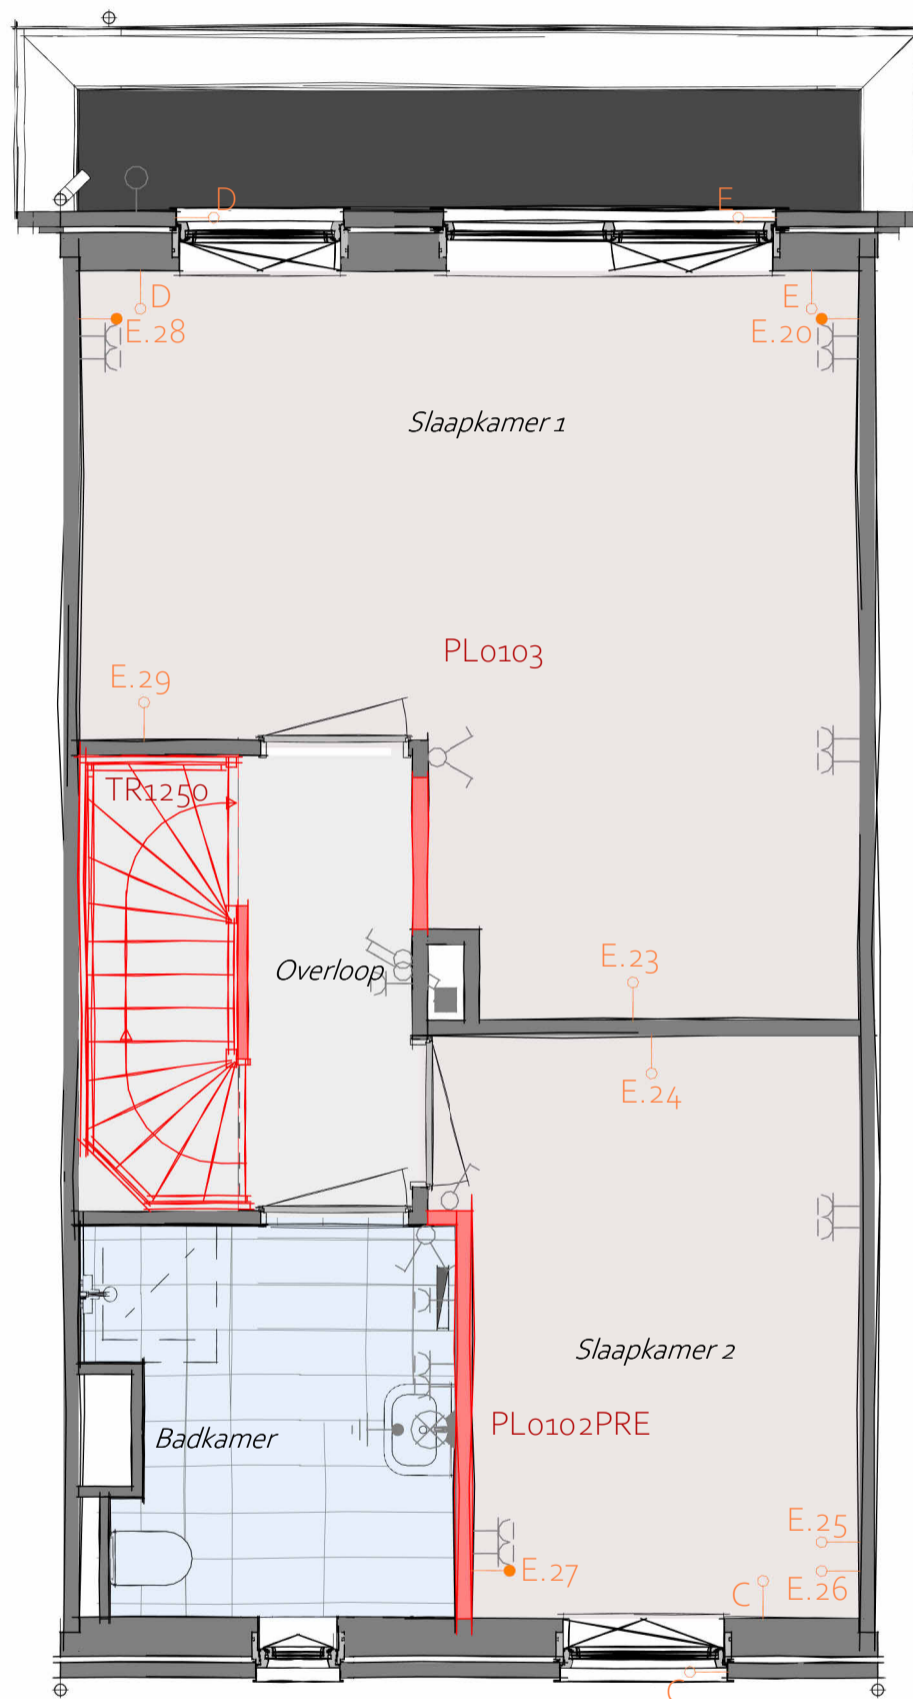 D
E
D
E
E.28
E.20
Slaapkamer 1
PL0103
E.29
TR1250
Overloop
E.23
E.24
Slaapkamer 2
PL0102PRE
Badkamer
E.25
E.27
C
E.26
C